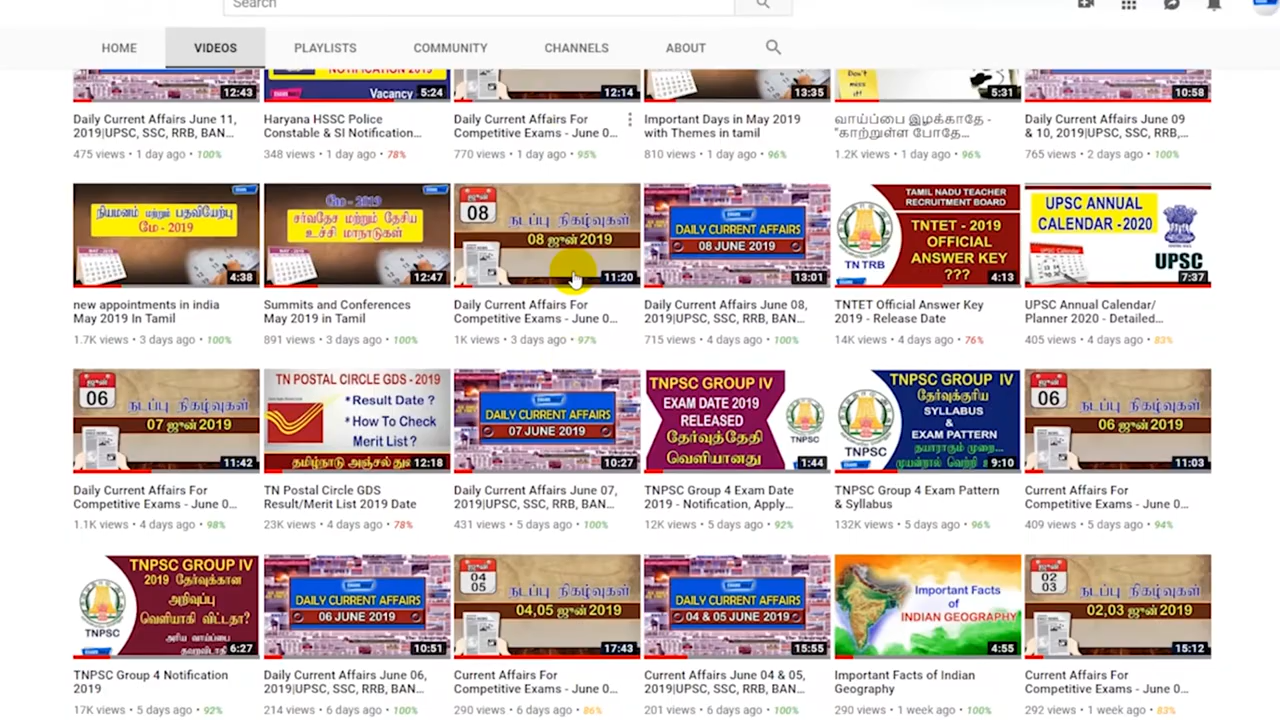 Search
HOME
VIDEOS
PLAYLISTS
COMMUNITY
CHANNELS
ABOUT
12:43
NOTIFICATION 2019
Vacancy
5:24
12:14
13:35
Don't
miss
it!
5:31
10:58
Daily Current Affairs June 11,
2019|UPSC, SSC, RRB, BAN...
475 views • 1 day ago • 100%
Haryana HSSC Police
Constable & SI Notification...
348 views • 1 day ago • 78%
Daily Current Affairs For
Competitive Exams - June 0...
770 views • 1 day ago • 95%
Important Days in May 2019
with Themes in tamil
810 views • 1 day ago • 96%
வாய்ப்பை இழக்காதே -
"காற்றுள்ள போதே...
1.2K views • 1 day ago • 96%
Daily Current Affairs June 09
& 10, 2019|UPSC, SSC, RRB,...
765 views • 2 days ago • 100%
நியமனம் மற்றும் பதவியேற்பு
மே - 2019
4:38
மே - 2019
சர்வதேச மற்றும் தேசிய
உச்சி மாநாடுகள்
12:47
ஜூன்
08
நடப்பு நிகழ்வுகள்
08 ஜூன் 2019
11:20
DAILY CURRENT AFFAIRS
08 JUNE 2019
13:01
TAMIL NADU TEACHER
RECRUITMENT BOARD
TNTET - 2019
OFFICIAL
ANSWER KEY
???
TN TRB
4:13
UPSC ANNUAL
CALENDAR -2020
UPSC
7:37
new appointments in india
May 2019 In Tamil
1.7K views • 3 days ago • 100%
Summits and Conferences
May 2019 in Tamil
891 views • 3 days ago • 100%
Daily Current Affairs For
Competitive Exams - June 0...
1K views • 3 days ago • 97%
Daily Current Affairs June 08,
2019|UPSC, SSC, RRB, BAN...
715 views • 4 days ago • 100%
TNTET Official Answer Key
2019 - Release Date
14K views • 4 days ago • 76%
UPSC Annual Calendar/
Planner 2020 - Detailed...
405 views • 4 days ago • 83%
ஜூன்
06
நடப்பு நிகழ்வுகள்
07 ஜூன் 2019
11:42
TN POSTAL CIRCLE GDS - 2019
*Result Date ?
*How To Check
Merit List ?
தமிழ்நாடு அஞ்சல் துறை
12:18
DAILY CURRENT AFFAIRS
07 JUNE 2019
10:27
TNPSC GROUP IV
EXAM DATE 2019
RELEASED
தேர்வுத்தேதி
வெளியானது
TNPSC
1:44
TNPSC GROUP IV
தேர்வுக்குரிய
SYLLABUS
&
EXAM PATTERN
தயாராகும் முறை...
TNPSC
9:10
ஜூன்
06
நடப்பு நிகழ்வுகள்
06 ஜூன் 2019
11:03
Daily Current Affairs For
Competitive Exams - June 0...
1.1K views • 4 days ago • 98%
TN Postal Circle GDS
Result/Merit List 2019 Date
23K views • 4 days ago • 78%
Daily Current Affairs June 07,
2019|UPSC, SSC, RRB, BAN...
431 views • 5 days ago • 100%
TNPSC Group 4 Exam Date
2019 - Notification, Apply...
12K views • 5 days ago • 92%
TNPSC Group 4 Exam Pattern
& Syllabus
132K views • 5 days ago • 96%
Current Affairs For
Competitive Exams - June 0...
409 views • 5 days ago • 94%
TNPSC GROUP IV
2019 தேர்வுக்கான
அறிவுப்பு
வெளியாகி விட்டதா?
அரிய வாய்ப்பை
தவறவிடாதீ
TNPSC
6:27
DAILY CURRENT AFFAIRS
06 JUNE 2019
10:51
ஜூன்
04
05
நடப்பு நிகழ்வுகள்
04,05 ஜூன் 2019
17:43
DAILY CURRENT AFFAIRS
04 & 05 JUNE 2019
15:55
Important Facts
of
INDIAN GEOGRAPHY
4:55
ஜூன்
02
03
நடப்பு நிகழ்வுகள்
02,03 ஜூன் 2019
15:12
TNPSC Group 4 Notification
2019
17K views • 5 days ago • 92%
Daily Current Affairs June 06,
2019|UPSC, SSC, RRB, BAN...
214 views • 6 days ago • 100%
Current Affairs For
Competitive Exams - June 0...
290 views • 6 days ago • 86%
Current Affairs June 04 & 05,
2019|UPSC, SSC, RRB, BAN...
201 views • 6 days ago • 100%
Important Facts of Indian
Geography
290 views • 1 week ago • 100%
Current Affairs For
Competitive Exams - June 0...
292 views • 1 week ago • 83%